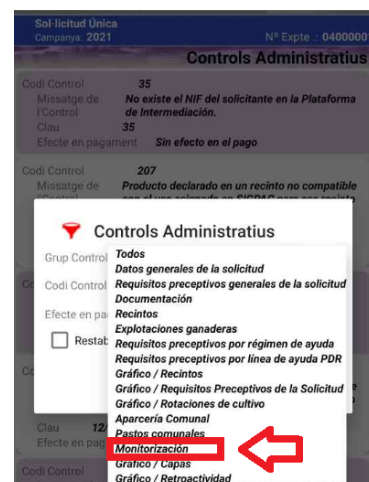 Sol·licitud Única
Campanya: 2021 Nº Expte .: 0400000
Controls Administratius
Codi Control 35
Missatge de l'Control No existe el NIF del solicitante en la Plataforma de Intermediación.
Clau 35
Efecte en pagament Sin efecto en el pago
Codi Control 207
Missatge de Producto declarado en un recinto no compatible
Controls Administratius
Grup Control
Codi Control
Efecte en pa
Restab
Todos
Datos generales de la solicitud
Requisitos preceptivos generales de la solicitud
Documentación
Recintos
Explotaciones ganaderas
Requisitos preceptivos por régimen de ayuda
Requisitos preceptivos por línea de ayuda PDR
Gráfico / Recintos
Gráfico / Requisitos Preceptivos de la Solicitud
Gráfico / Rotaciones de cultivo
Aparcería Comunal
Pastos comunales
Monitorización
Gráfico / Capas
Gráfico / Retroactividad
Clau 12/
Efecte en pag
Codi Control